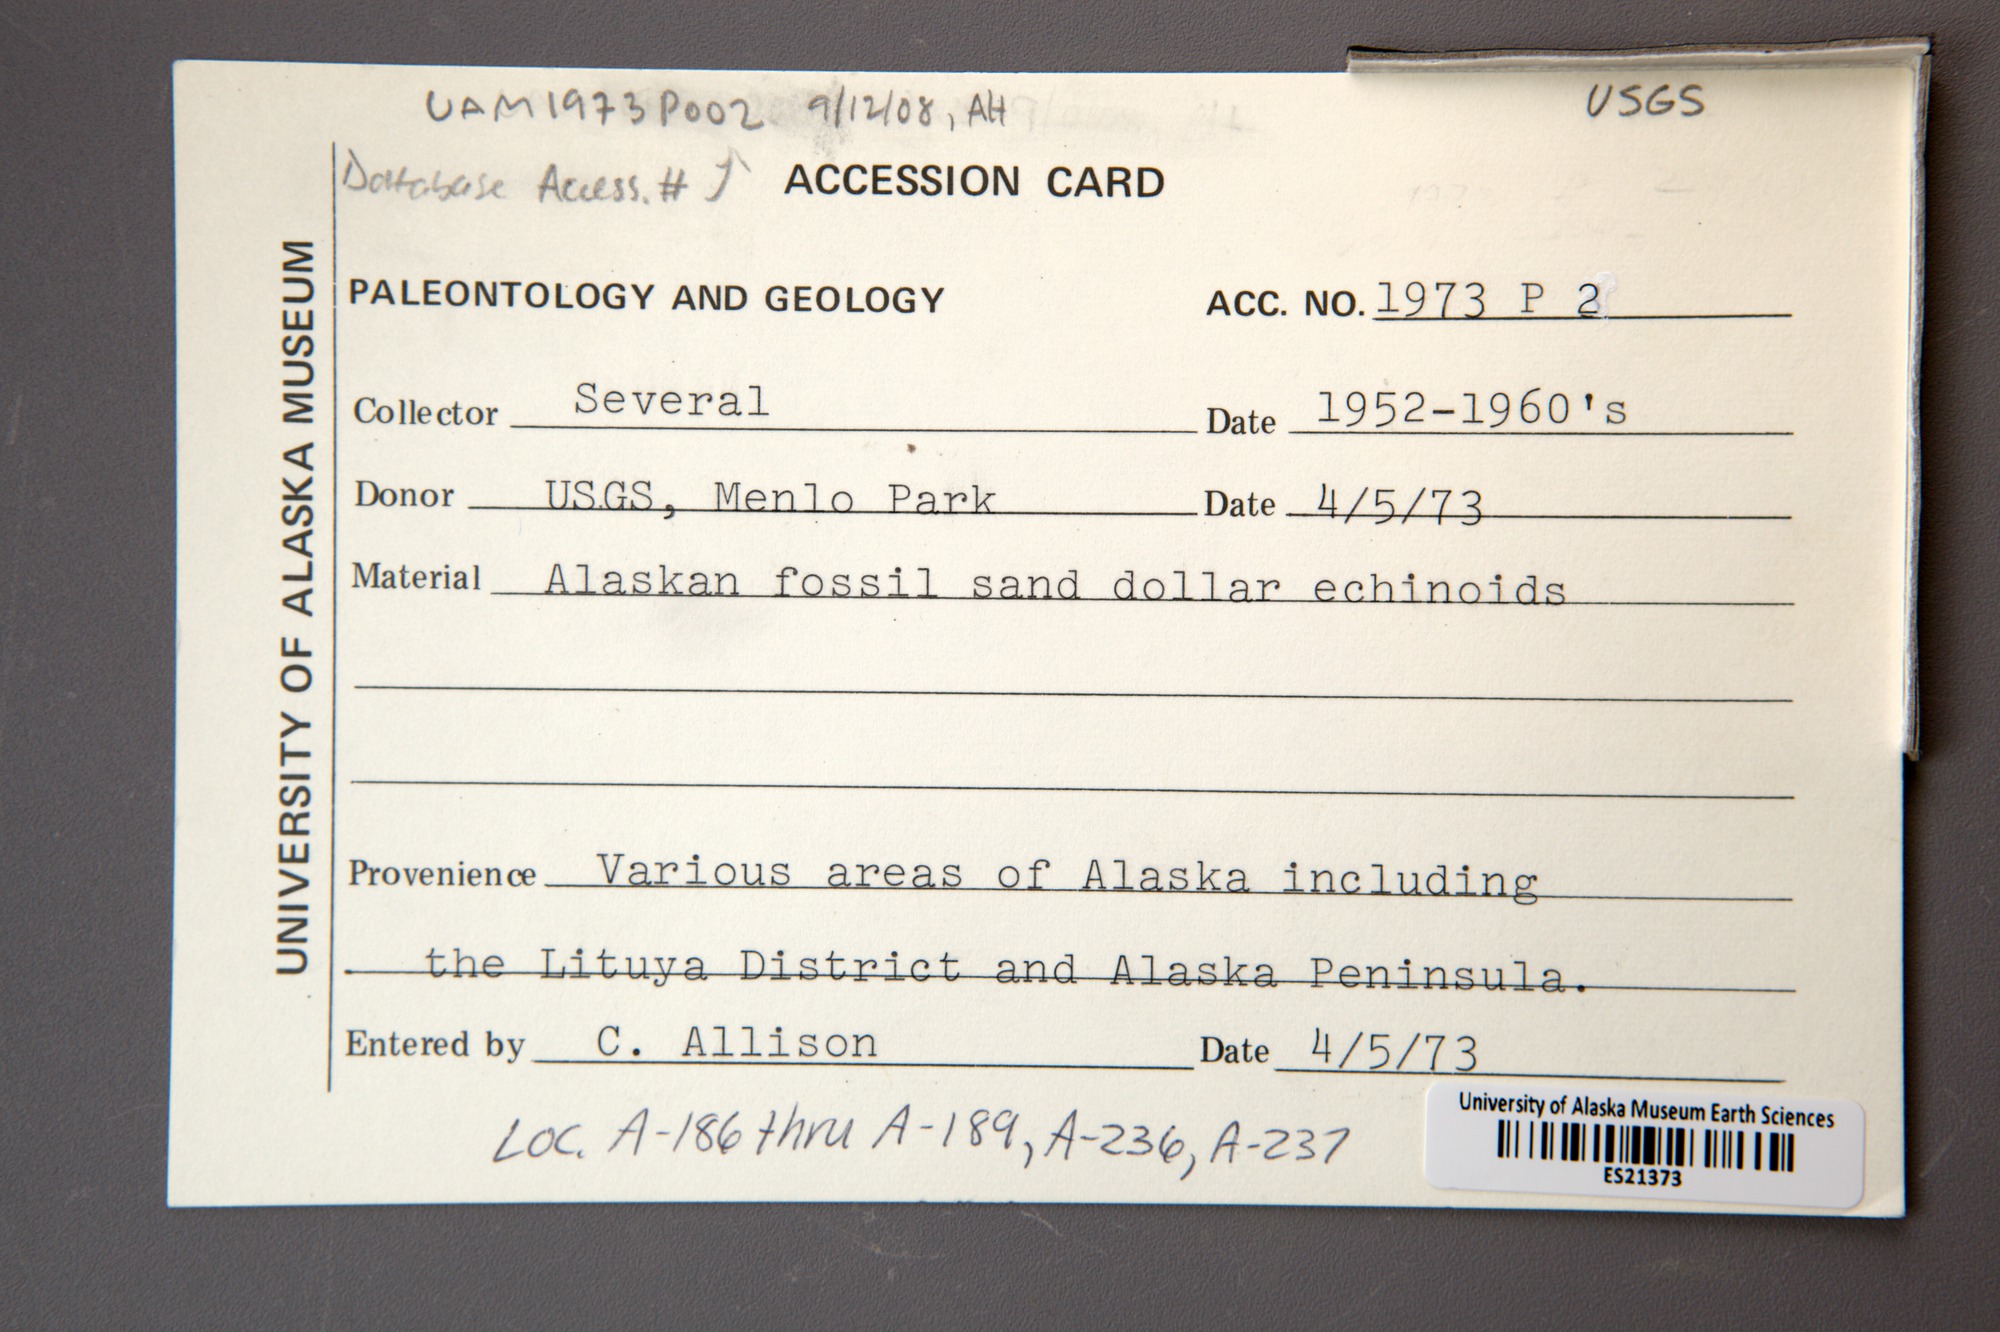 UAM1973P002 9/12/08, AH
USGS
Database Access. #
ACCESSION CARD
UNIVERSITY OF ALASKA MUSEUM
PALEONTOLOGY AND GEOLOGY ACC. NO. 1973 P 2
Collector Several Date 1952-1960's
Donor USGS, Menlo Park Date 4/5/73
Material Alaskan fossil sand dollar echinoids
Provenience Various areas of Alaska including
the Lituya District and Alaska Peninsula.
Entered by C. Allison Date 4/5/73
Loc. A-186 thru A-189, A-236, A-237
University of Alaska Museum Earth Sciences
ES21373